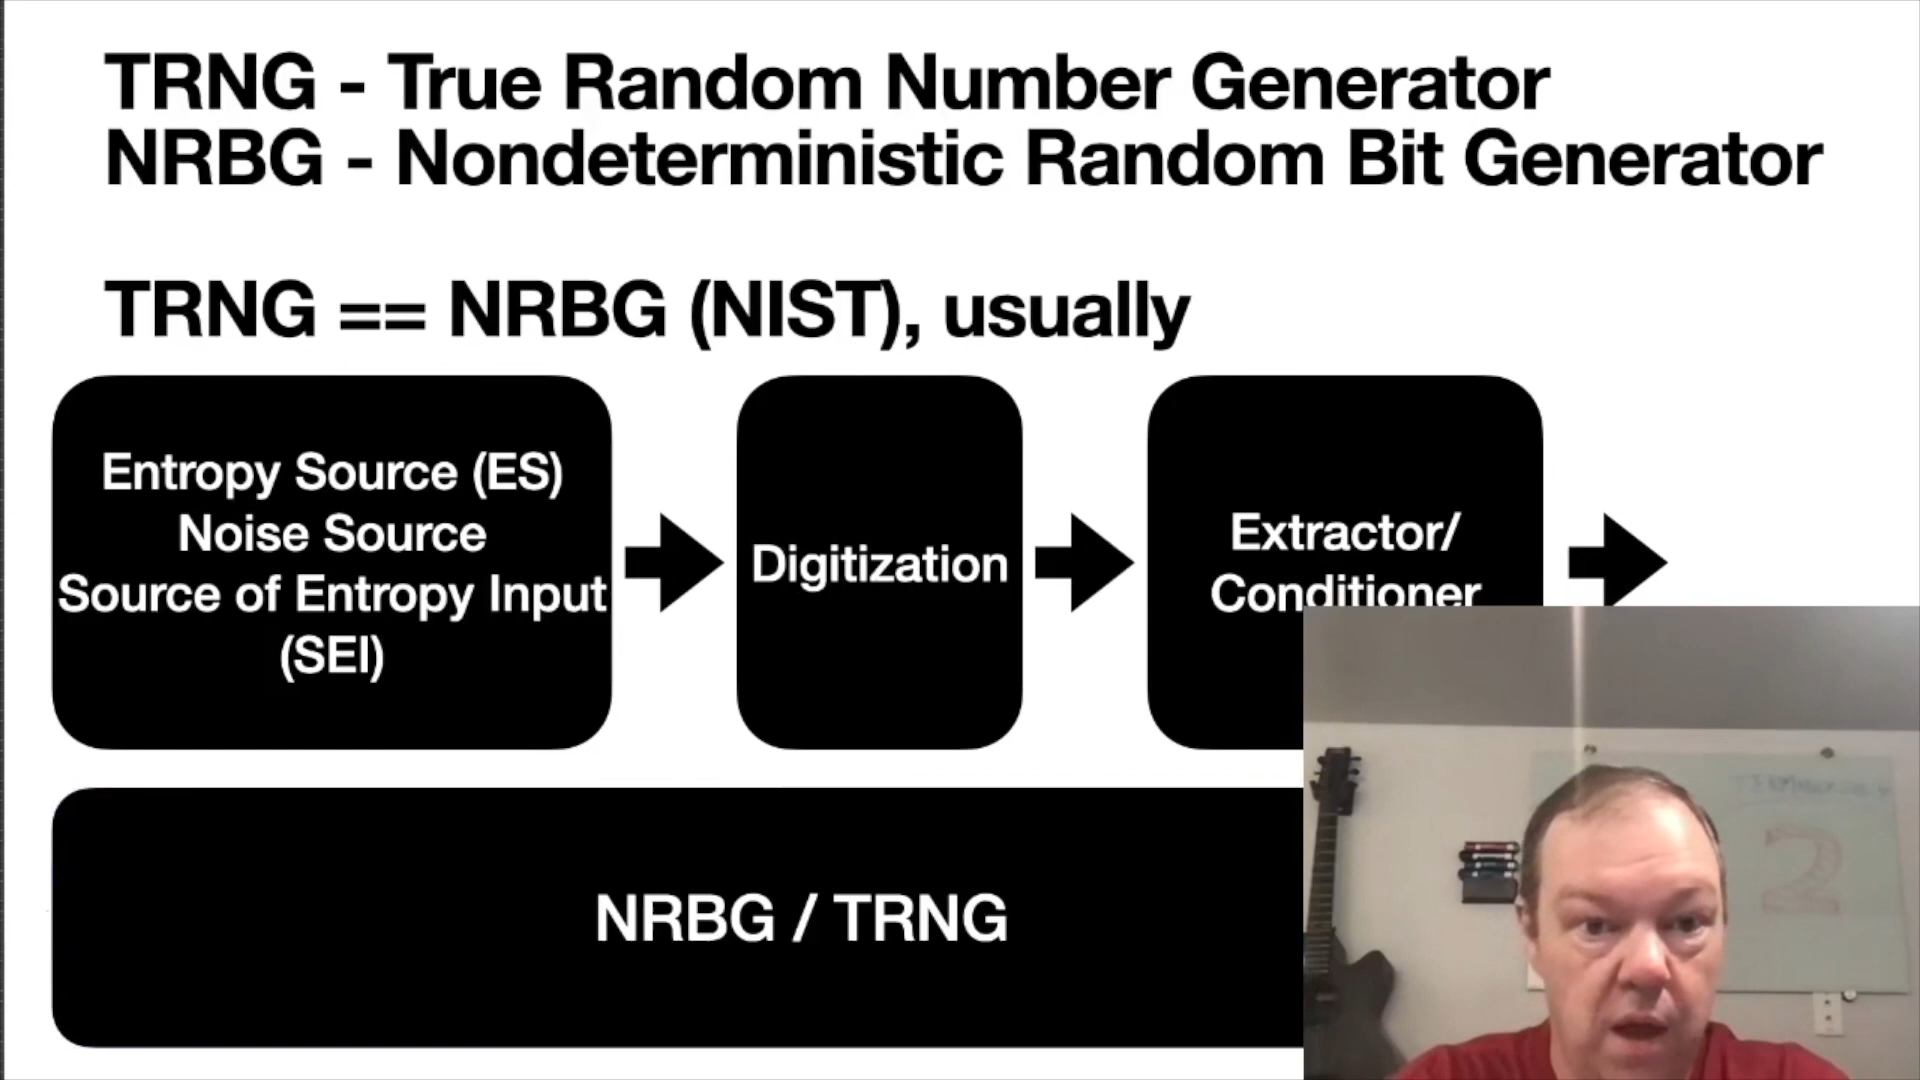 TRNG - True Random Number Generator
NRBG - Nondeterministic Random Bit Generator
TRNG == NRBG (NIST), usually
Entropy Source (ES)
Noise Source
Source of Entropy Input
(SEI)
Digitization
Extractor/
Conditioner
NRBG / TRNG
2